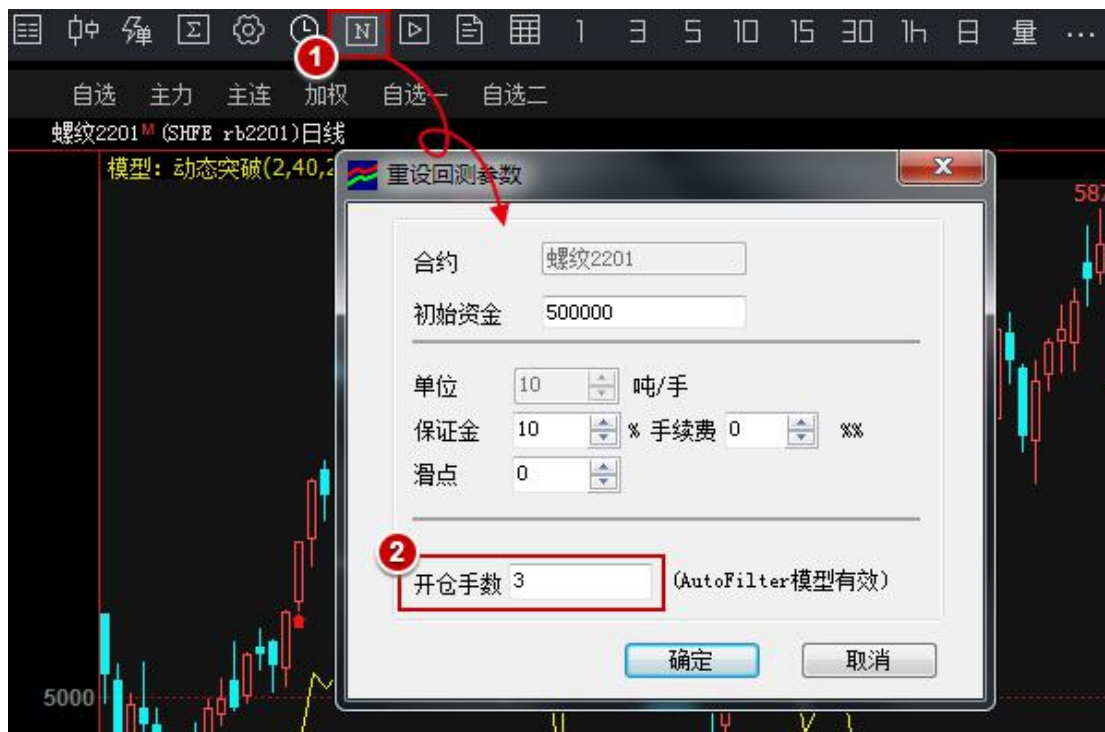 弹 Σ N 1 3 5 10 15 30 1h 日 量 ...
1
自选 主力 主连 加权 自选一 自选二
螺纹2201M (SHFE rb2201)日线
模型: 动态突破(2,40,2
重设回测参数
587
合约 螺纹2201
初始资金 500000
单位 10 吨/手
保证金 10 % 手续费 0 %%
滑点 0
2
开仓手数 3 (AutoFilter模型有效)
确定 取消
5000